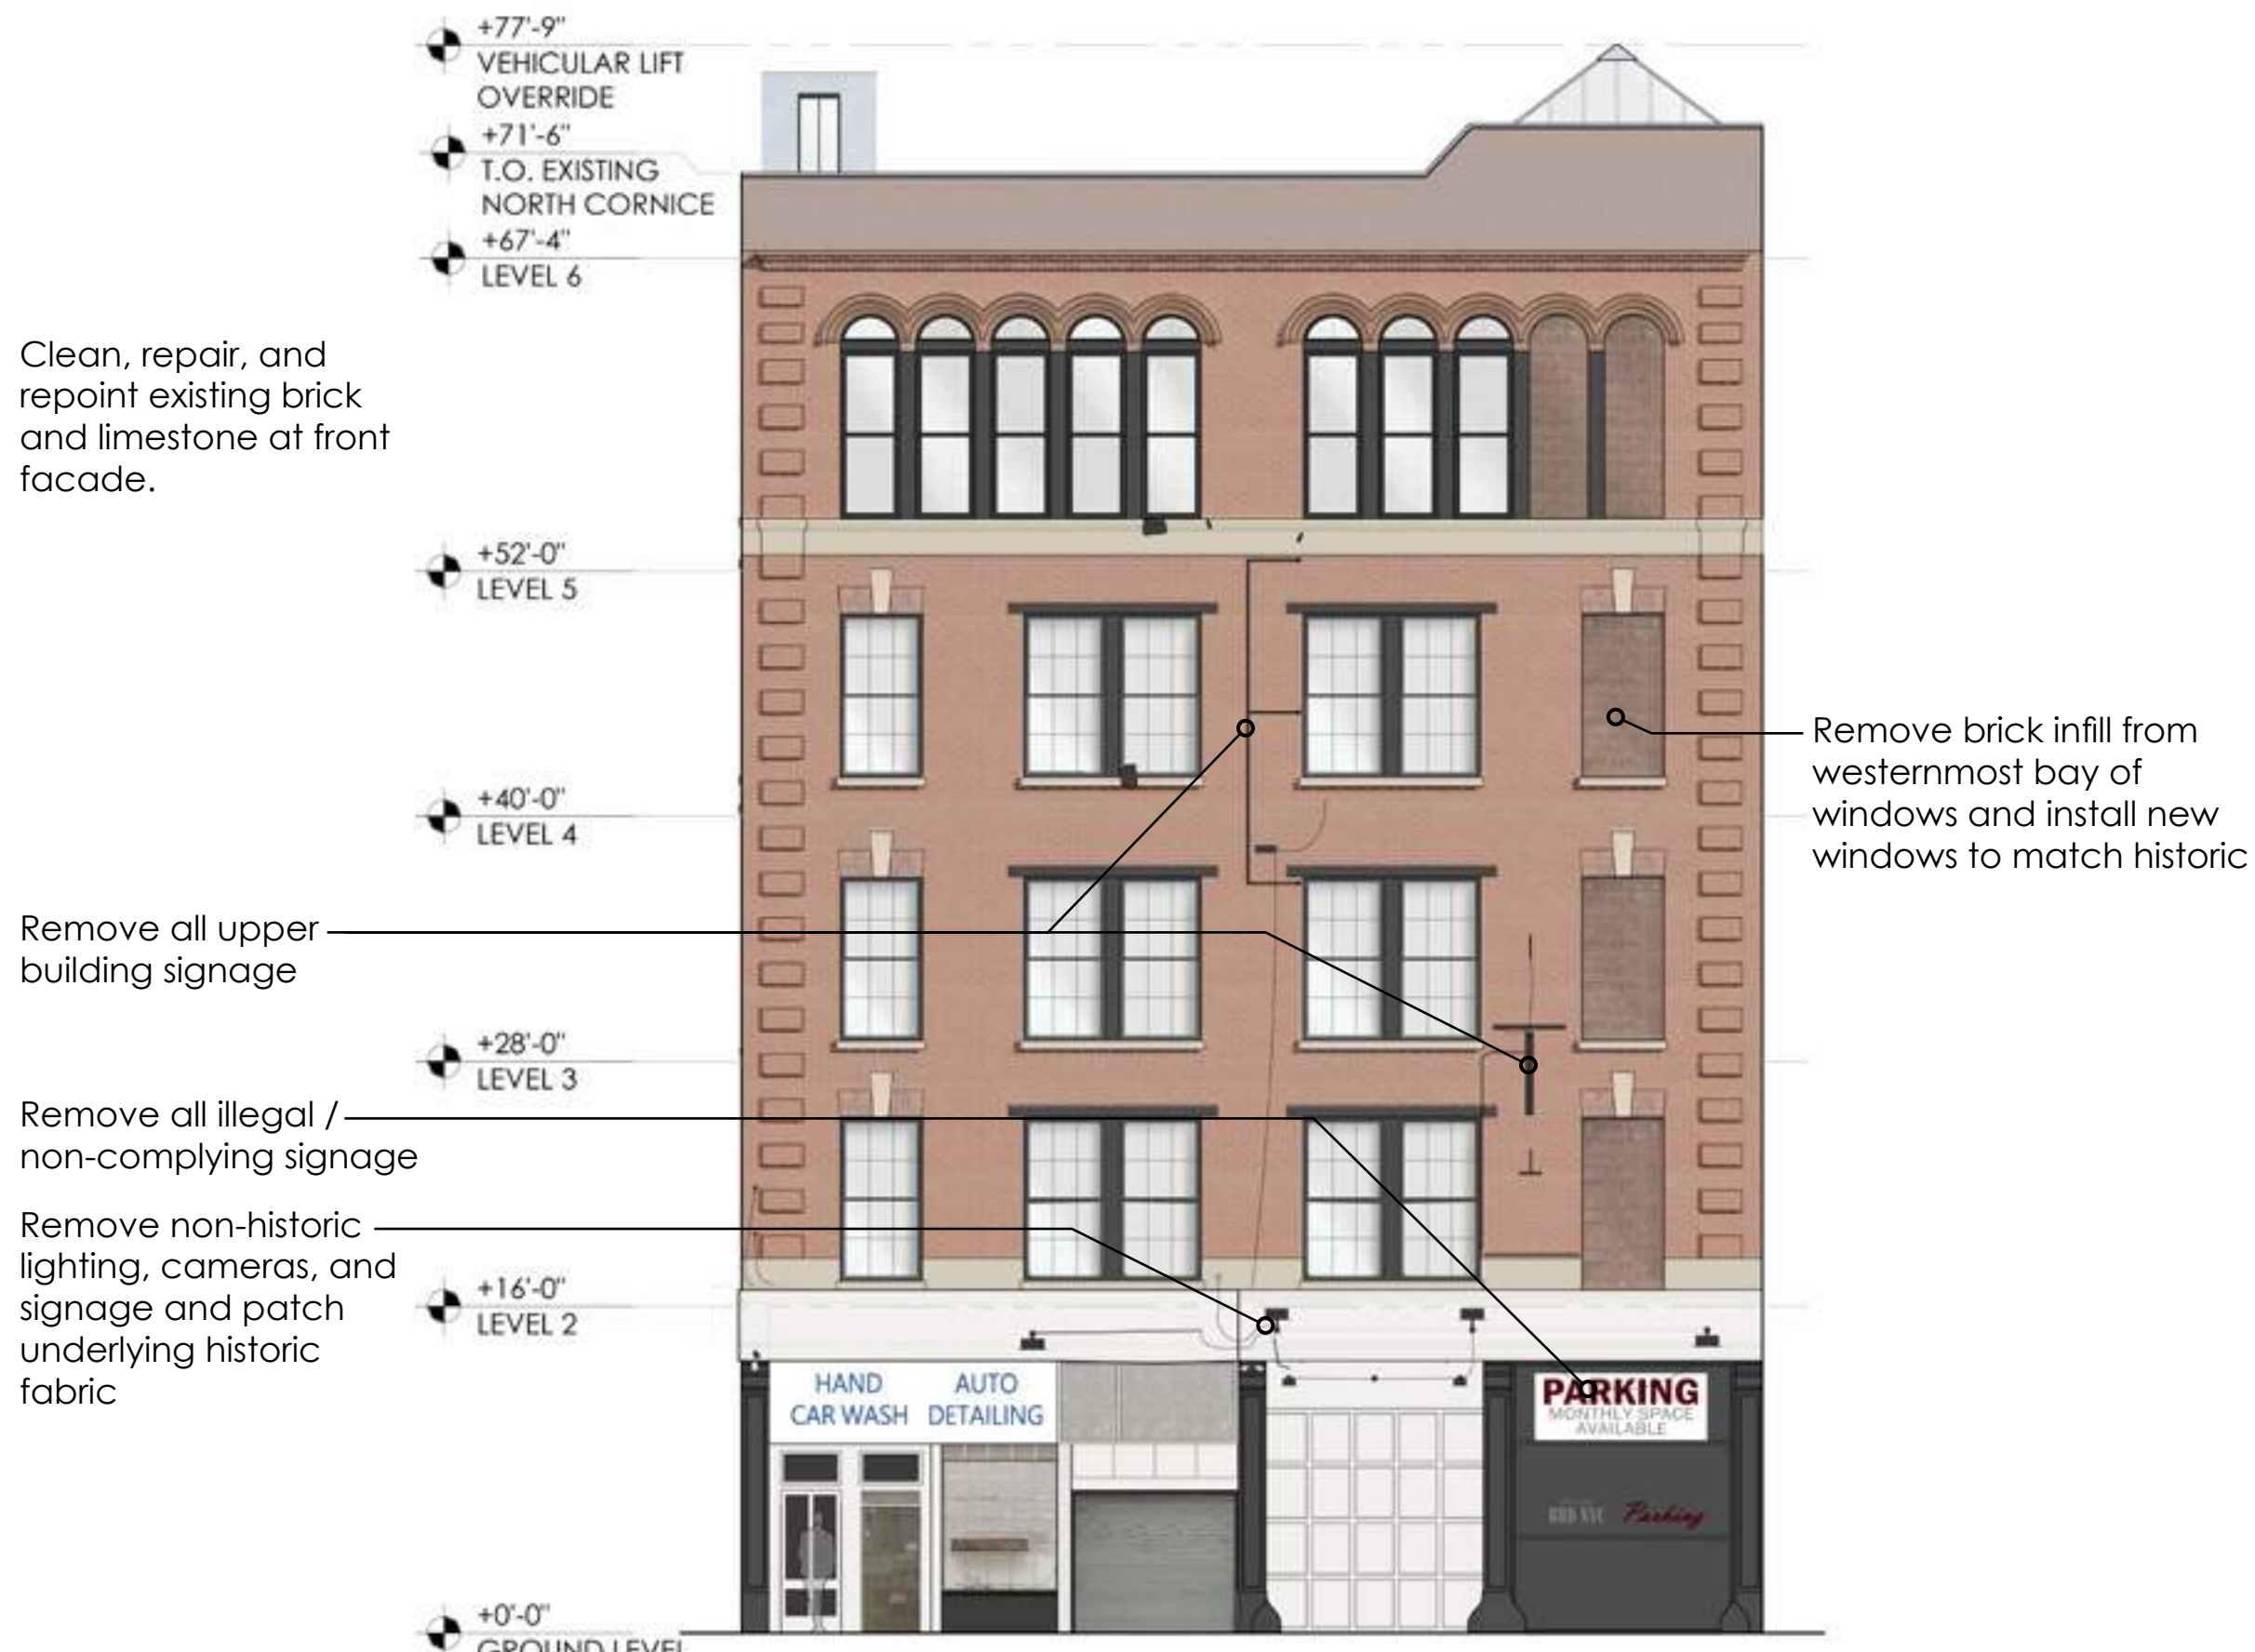 +77'-9"
VEHICULAR LIFT
OVERRIDE
+71'-6"
T.O. EXISTING
NORTH CORNICE
+67'-4"
LEVEL 6
Clean, repair, and
repoint existing brick
and limestone at front
facade.
+52'-0"
LEVEL 5
Remove brick infill from
westernmost bay of
windows and install new
windows to match historic
+40'-0"
LEVEL 4
Remove all upper
building signage
+28'-0"
LEVEL 3
Remove all illegal /
non-complying signage
Remove non-historic
lighting, cameras, and
signage and patch
underlying historic
fabric
+16'-0"
LEVEL 2
HAND
CAR WASH
AUTO
DETAILING
PARKING
MONTHLY SPACE
AVAILABLE
Parking
+0'-0"
GROUND LEVEL